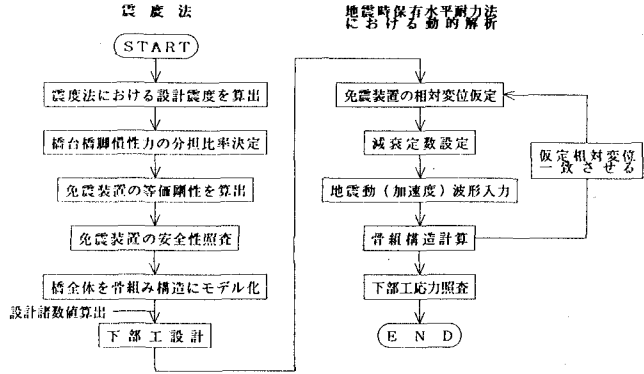 震度法
START
震度法における設計震度を算出
橋台橋脚慣性力の分担比率決定
免震装置の等価剛性を算出
免震装置の安全性照査
橋全体を骨組み構造にモデル化
設計諸数値算出
下部工設計
地震時保有水平耐力法
における動的解析
免震装置の相対変位仮定
減衰定数設定
地震動(加速度)波形入力
骨組構造計算
下部工応力照査
END
仮定相対変位
一致させる